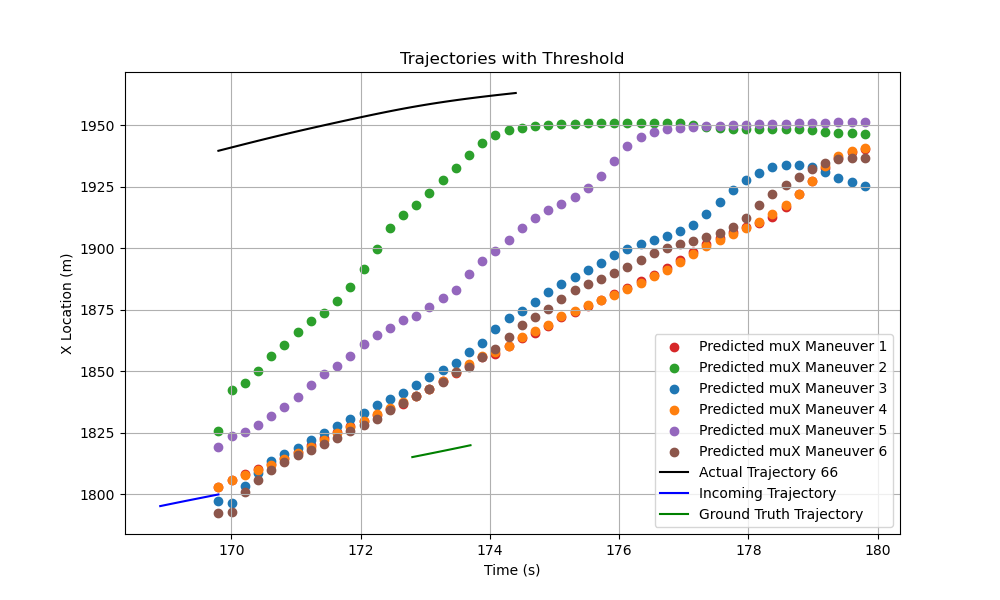 Trajectories with Threshold
X Location (m)
1950
1925
1900
1875
1850
1825
1800
Predicted muX Maneuver 1
Predicted muX Maneuver 2
Predicted muX Maneuver 3
Predicted muX Maneuver 4
Predicted muX Maneuver 5
Predicted muX Maneuver 6
Actual Trajectory 66
Incoming Trajectory
Ground Truth Trajectory
170 172 174 176 178 180
Time (s)